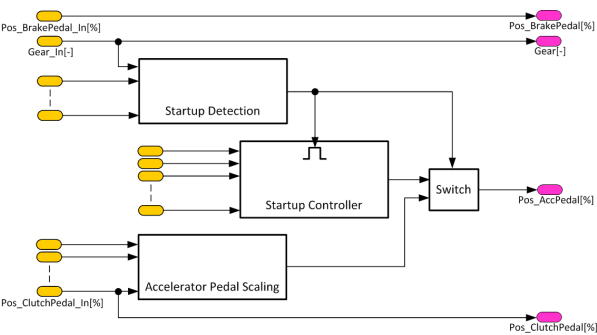 Pos_BrakePedal_In[%]
Pos_BrakePedal[%]
Gear_In[-]
Gear[-]
Startup Detection
Startup Controller
Switch
Pos_AccPedal[%]
Accelerator Pedal Scaling
Pos_ClutchPedal_In[%]
Pos_ClutchPedal[%]